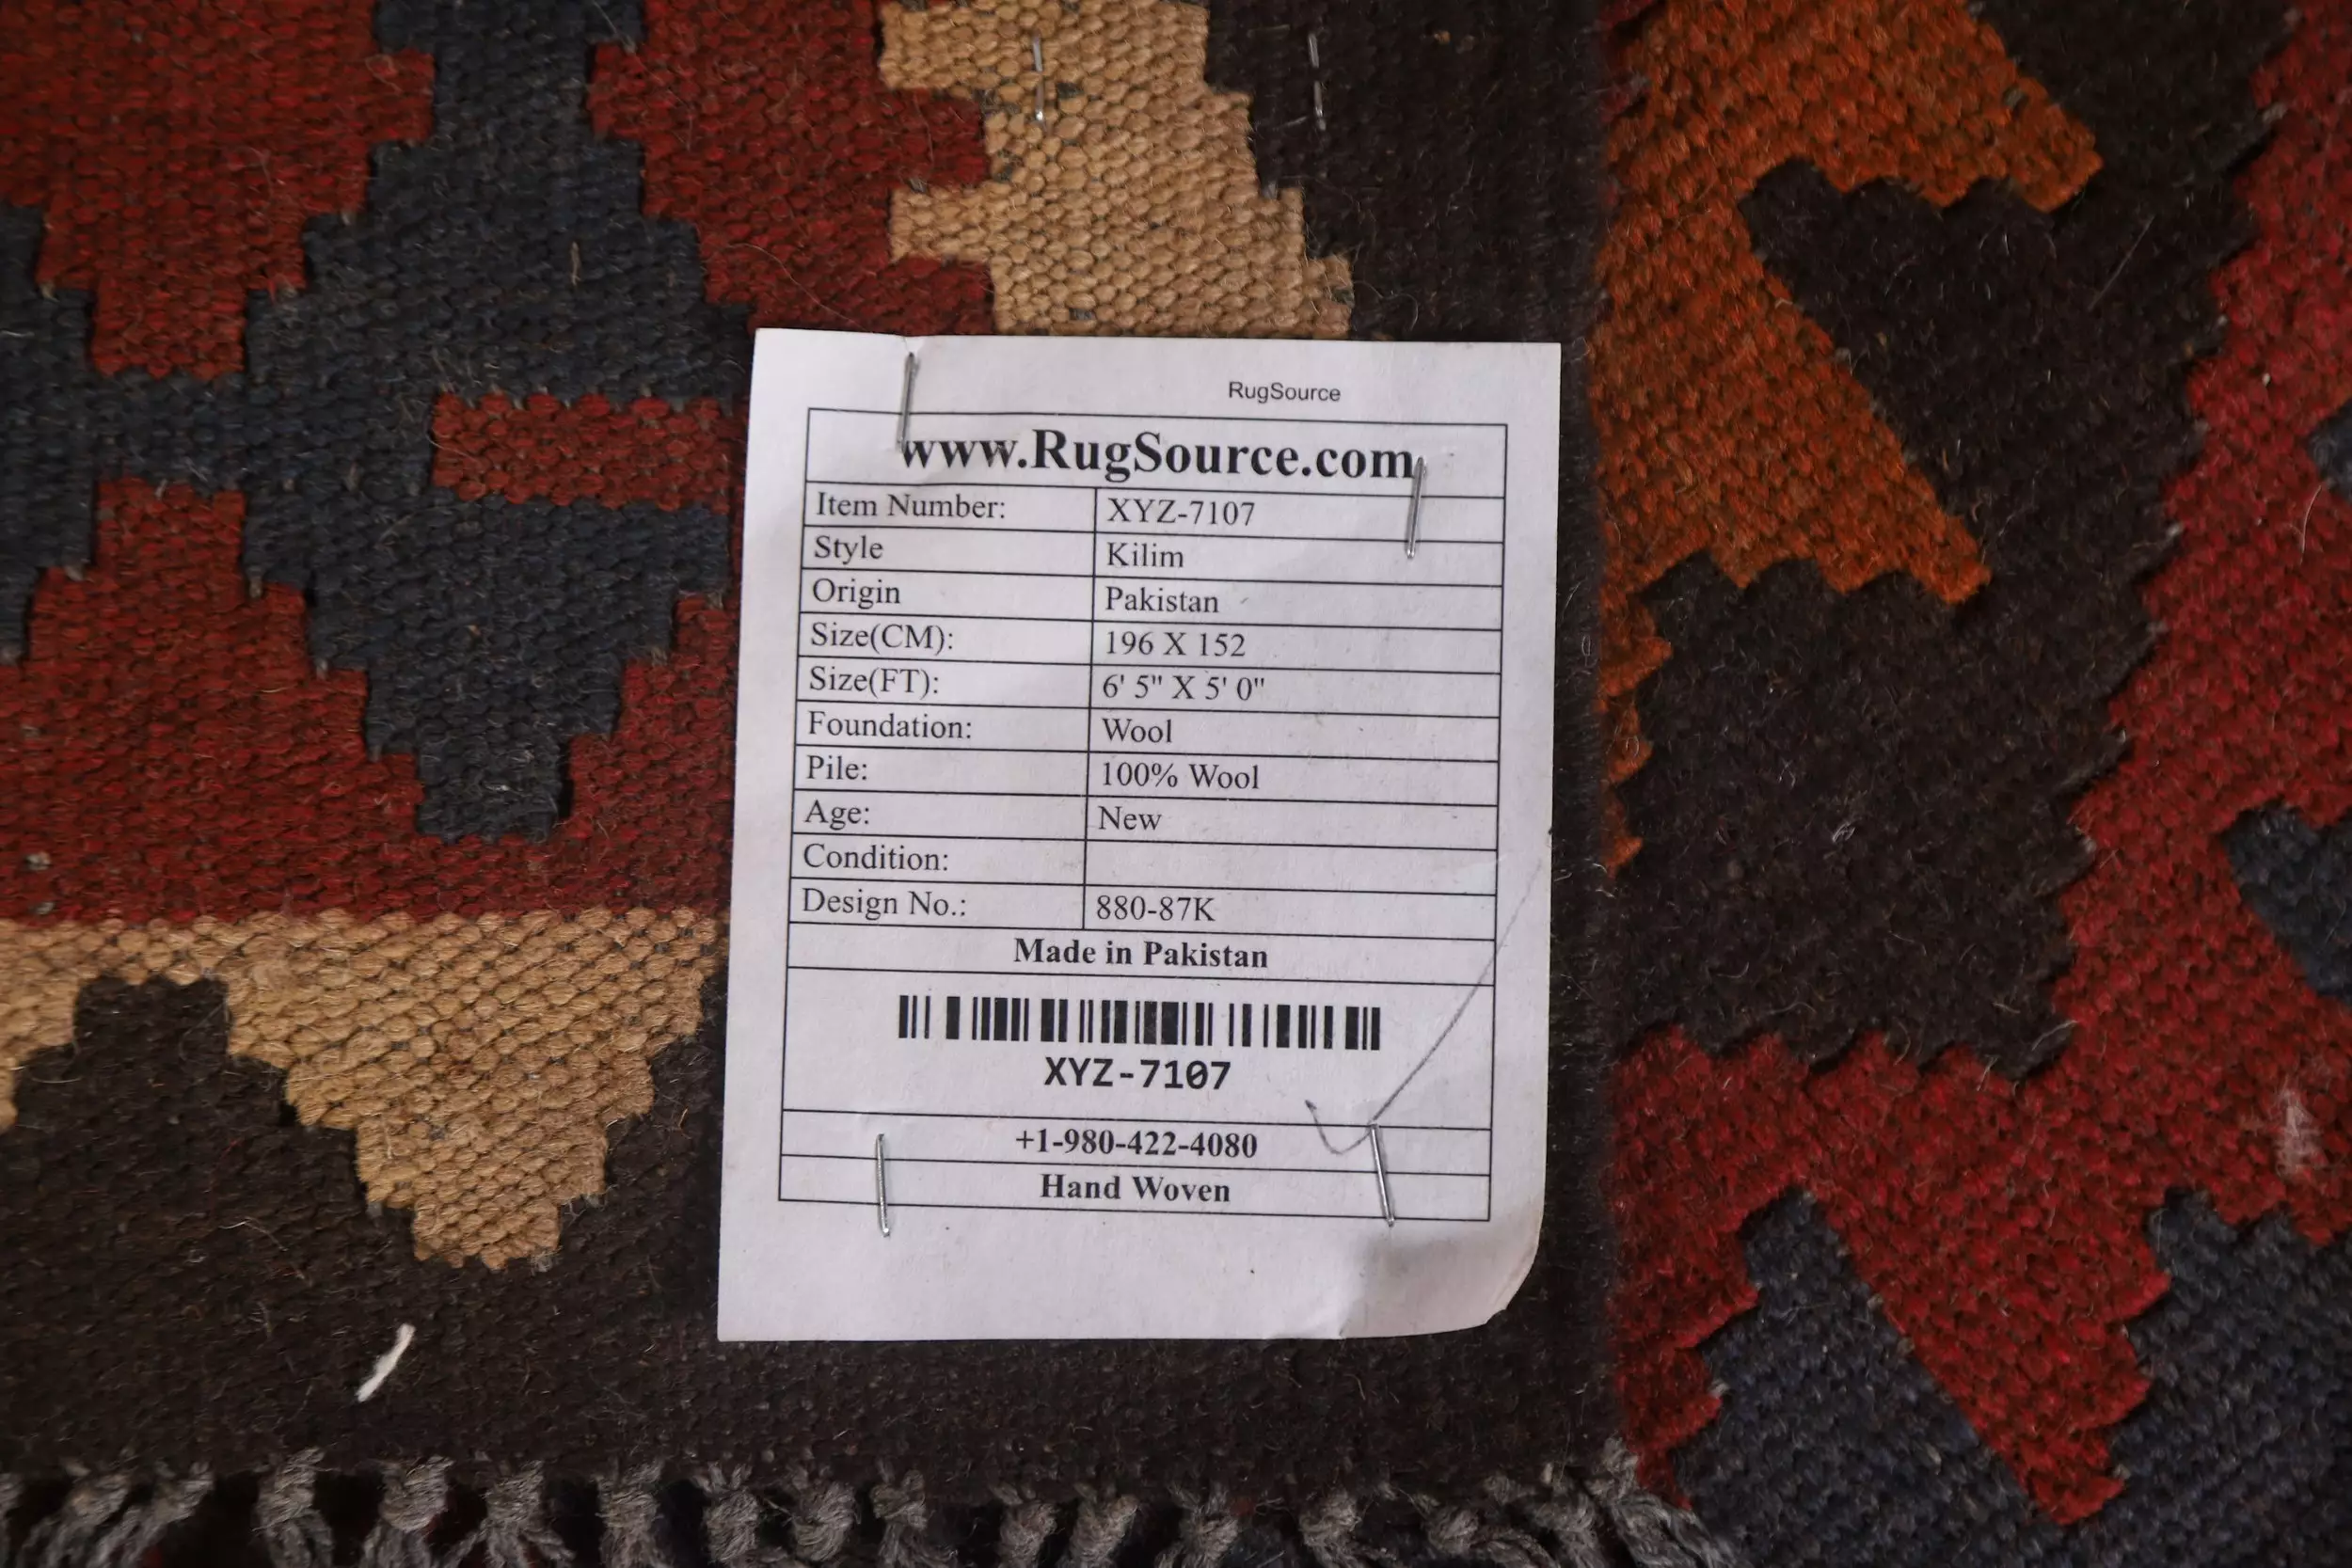 RugSource
www.RugSource.com
Item Number: XYZ-7107
Style Kilim
Origin Pakistan
Size(CM): 196 X 152
Size(FT): 6' 5" X 5' 0"
Foundation: Wool
Pile: 100% Wool
Age: New
Condition:
Design No.: 880-87K
Made in Pakistan
XYZ-7107
+1-980-422-4080
Hand Woven